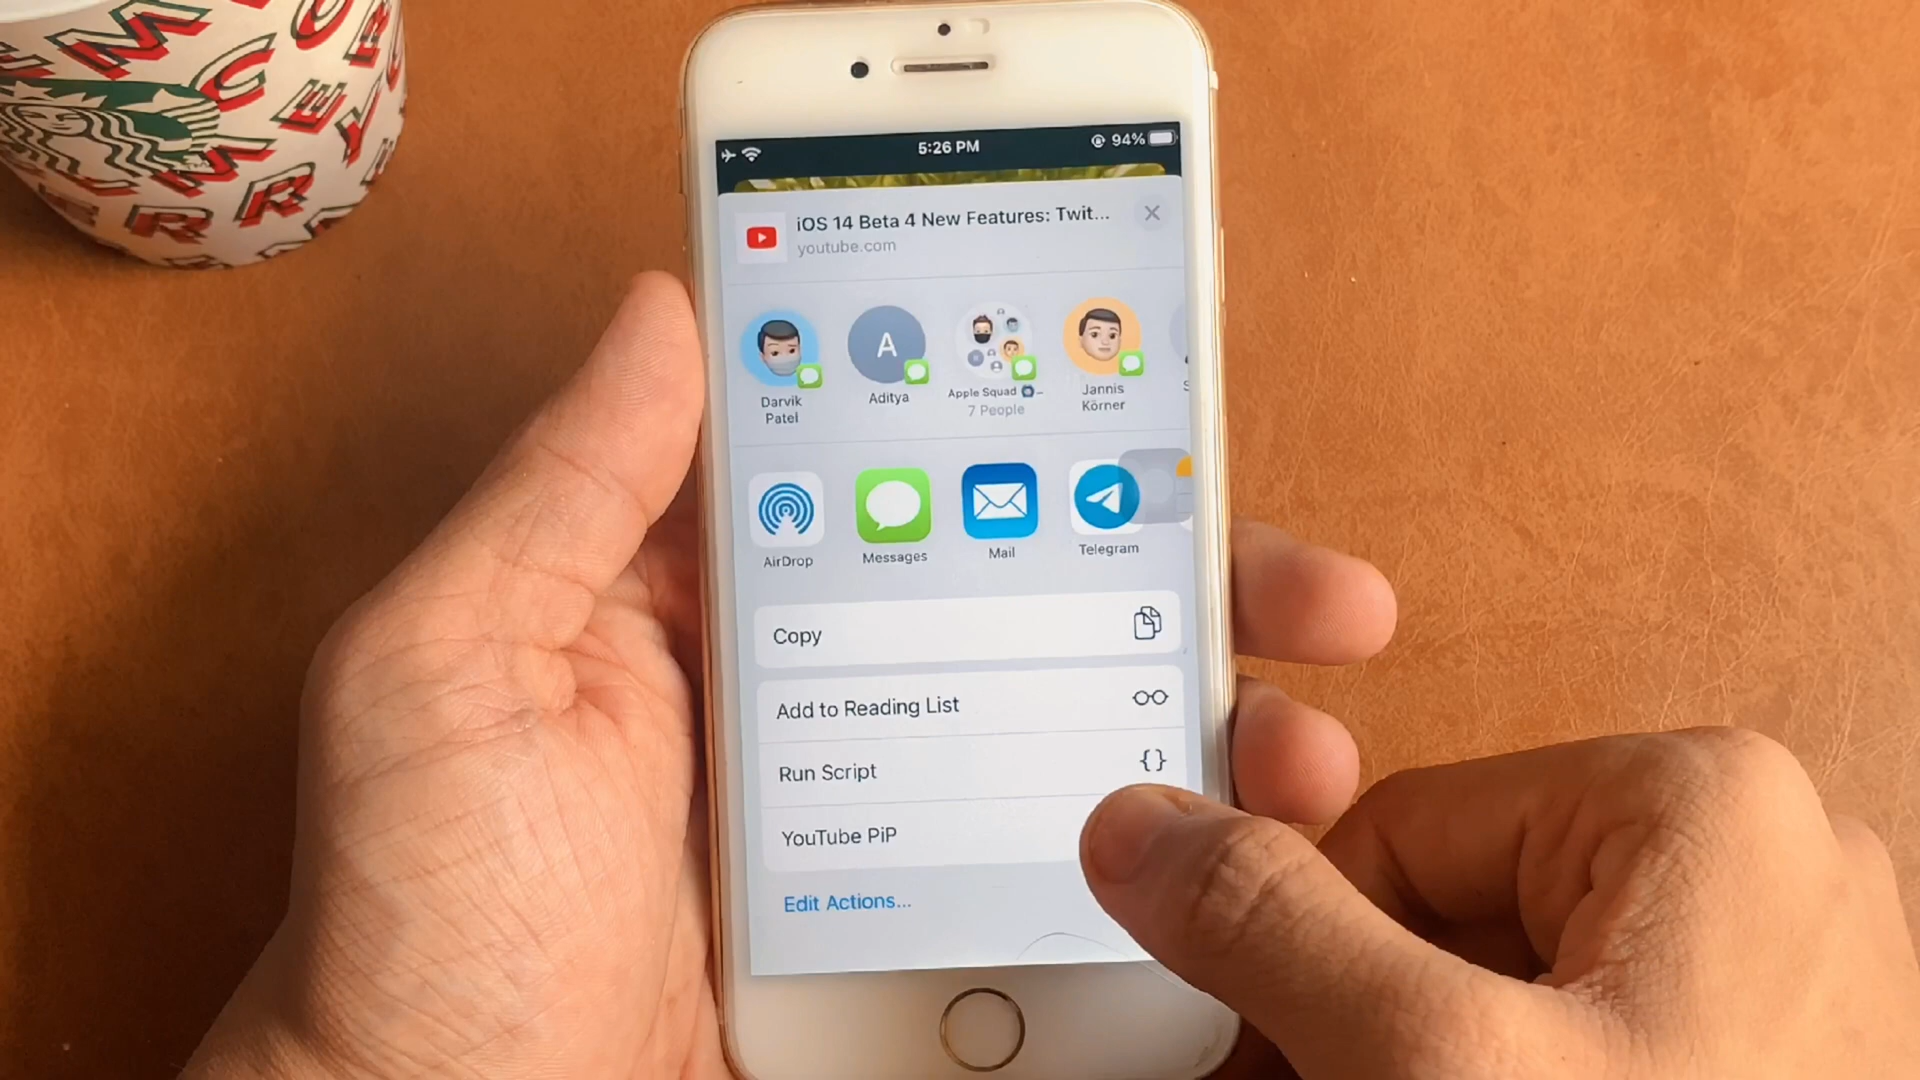 5:26 PM
94%
iOS 14 Beta 4 New Features: Twit...
youtube.com
Darvik
Patel
A
Aditya
Apple Squad
7 People
Jannis
Körner
AirDrop
Messages
Mail
Telegram
Copy
Add to Reading List
Run Script
{}
YouTube PiP
Edit Actions...